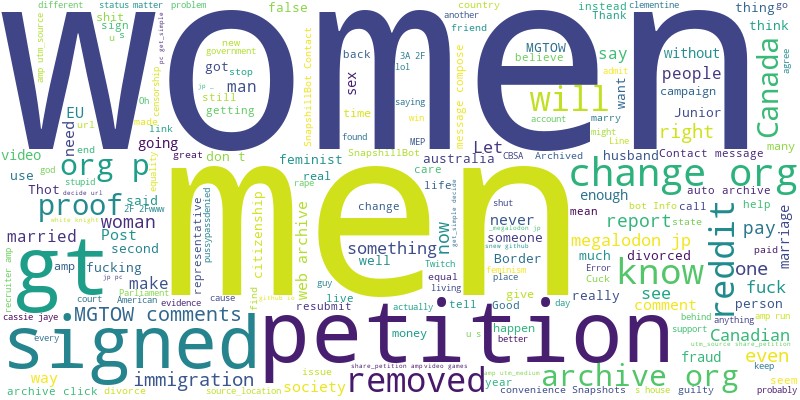 different
status
matter
problem
country
instead
Thank
clementine
go
thing
shit
sign
another
friend
false
women
s
u
new
government
pc get_simple
back
3A 2F
MGTOW
say
think
agree
amp utm_source
censorship
got
stop
sex
lol
believe
without
people
Canada
EU
Oh
jp
man
SnapshillBot Contact
message compose
saying
will
want
admit
campaign
need
url
made
still
getting
time
win
account
marry
Junior
many
link
found
MEP
might
Line
right
video
end
going
great
don t
feminist
SnapshillBot
Let
CBSA
Archived
husband
Contact message
org p
god
equality
real
care
australia
men
use
stupid
decide url
rape
life
change org
auto archive
Thot
2F 2Fwww
woman
white knight
representative
pussypassdenied
citizenship
web archive
change
get_simple decide
never
shut
_megalodon jp
enough
mean
bot Info
call
help
state
proof
said
married
Post
second
something
now
someone
snew github
report
reddit
pay
marriage
gt
amp
fucking
well
Twitch
Border
megalodon jp
divorced
paid
recruiter amp
Parliament
jp pc
make
guy
equal
Feminism
know
much
Error
Cuck
one
court
American
cause
github io
living
place
really
see
fuck
cassie jaye
evidence
find
live
resubmit
actually
tell
give
Good
day
comment
person
MGTOW comments
behind
anything
amp run
signed
petition
every
money
u s
happen
better
support
Canadian
fraud
even
utm_source share_petition
way
immigration
issue
society
share_petition amp
video games
removed
year
amp utm_medium
archive org
keep
seem
archive click
divorce
source_location
convenience Snapshots
s house
guilty
probably